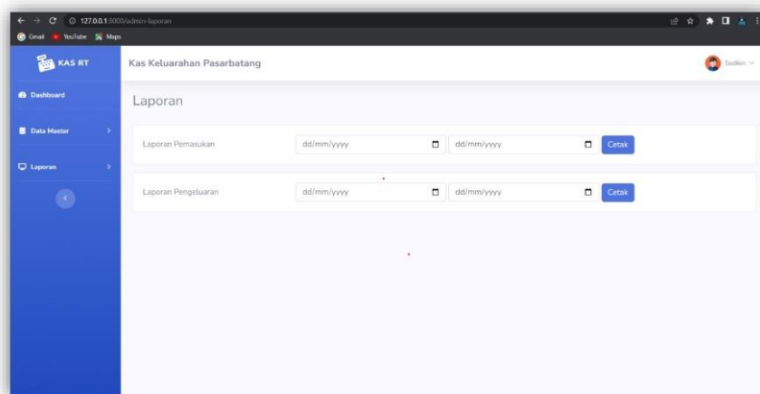 127.0.0.1:8000/admin-laporan
Gmail YouTube Maps
KAS RT
Kas Keluarahan Pasarbatang
Dashboard
Laporan
Data Master
Laporan Pemasukan dd/mm/yyyy dd/mm/yyyy Cetak
Laporan
Laporan Pengeluaran dd/mm/yyyy dd/mm/yyyy Cetak